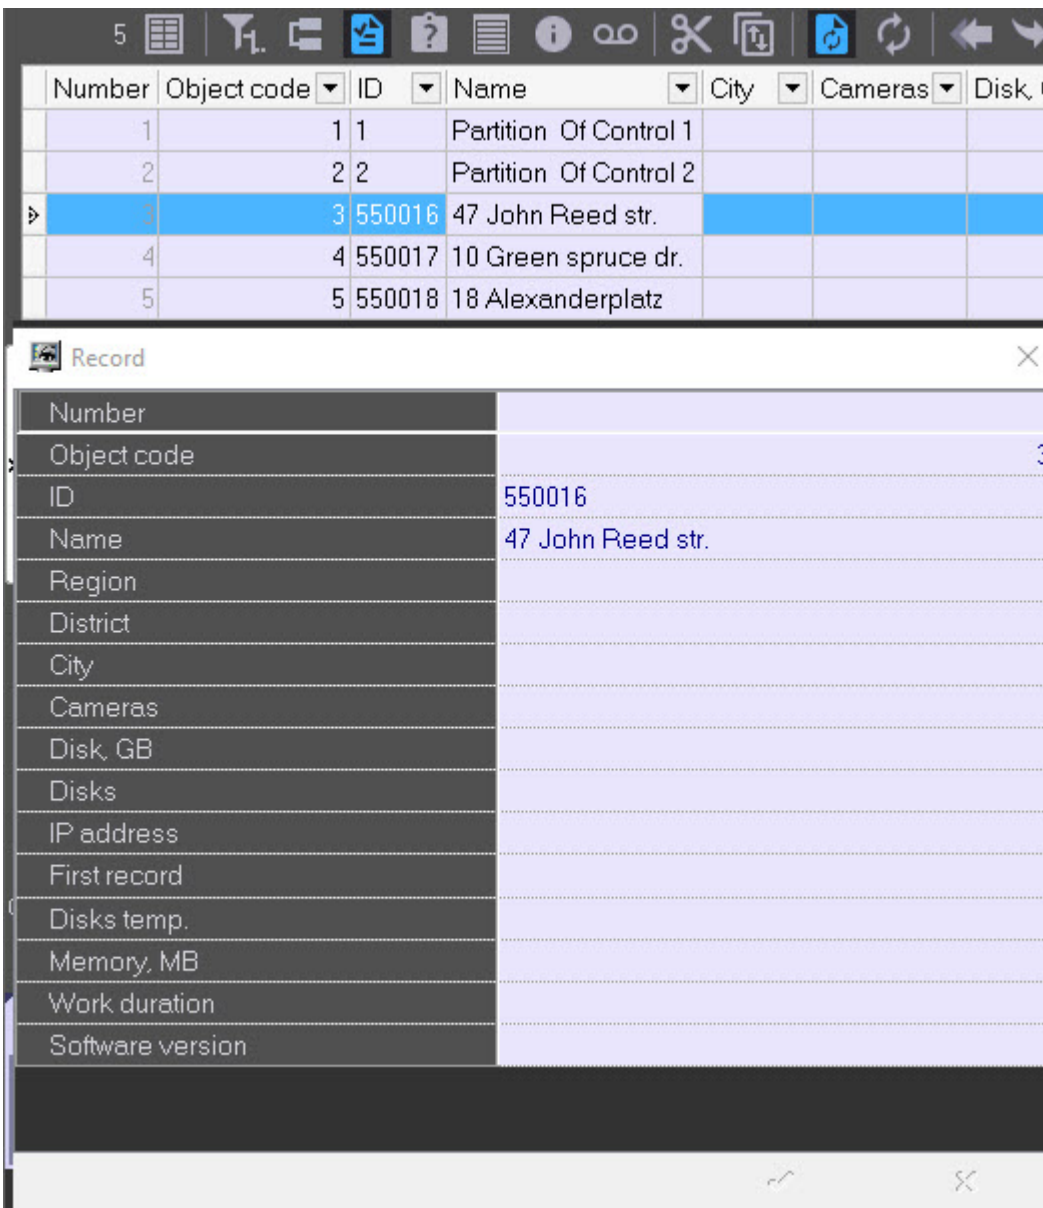 5
Number Object code ID Name City Cameras Disk,
1 1 1 Partition Of Control 1
2 2 2 Partition Of Control 2
3 3 550016 47 John Reed str.
4 4 550017 10 Green spruce dr.
5 5 550018 18 Alexanderplatz
Record
Number
Object code 3
ID 550016
Name 47 John Reed str.
Region
District
City
Cameras
Disk, GB
Disks
IP address
First record
Disks temp.
Memory, MB
Work duration
Software version